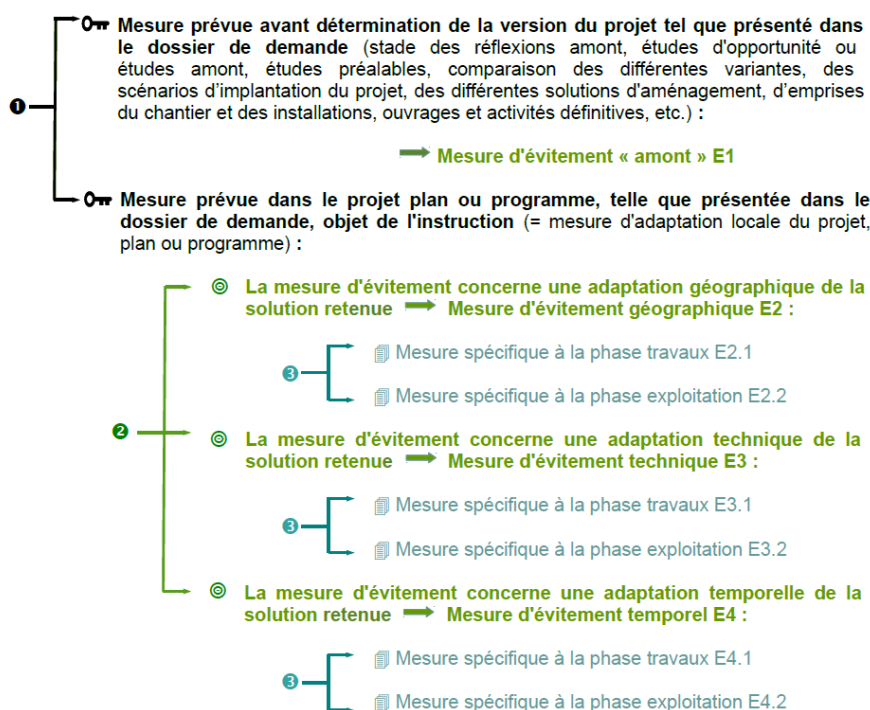 Mesure prévue avant détermination de la version du projet tel que présenté dans
le dossier de demande (stade des réflexions amont, études d'opportunité ou
études amont, études préalables, comparaison des différentes variantes, des
scénarios d'implantation du projet, des différentes solutions d'aménagement, d'emprises
❶
du chantier et des installations, ouvrages et activités définitives, etc.) :
Mesure d'évitement « amont » E1
Mesure prévue dans le projet plan ou programme, telle que présentée dans le
dossier de demande, objet de l'instruction (= mesure d'adaptation locale du projet,
plan ou programme) :
La mesure d'évitement concerne une adaptation géographique de la
solution retenue Mesure d'évitement géographique E2 :
Mesure spécifique à la phase travaux E2.1
❸
Mesure spécifique à la phase exploitation E2.2
❷
La mesure d'évitement concerne une adaptation technique de la
solution retenue Mesure d'évitement technique E3 :
Mesure spécifique à la phase travaux E3.1
❸
Mesure spécifique à la phase exploitation E3.2
La mesure d'évitement concerne une adaptation temporelle de la
solution retenue Mesure d'évitement temporel E4 :
Mesure spécifique à la phase travaux E4.1
❸
Mesure spécifique à la phase exploitation E4.2